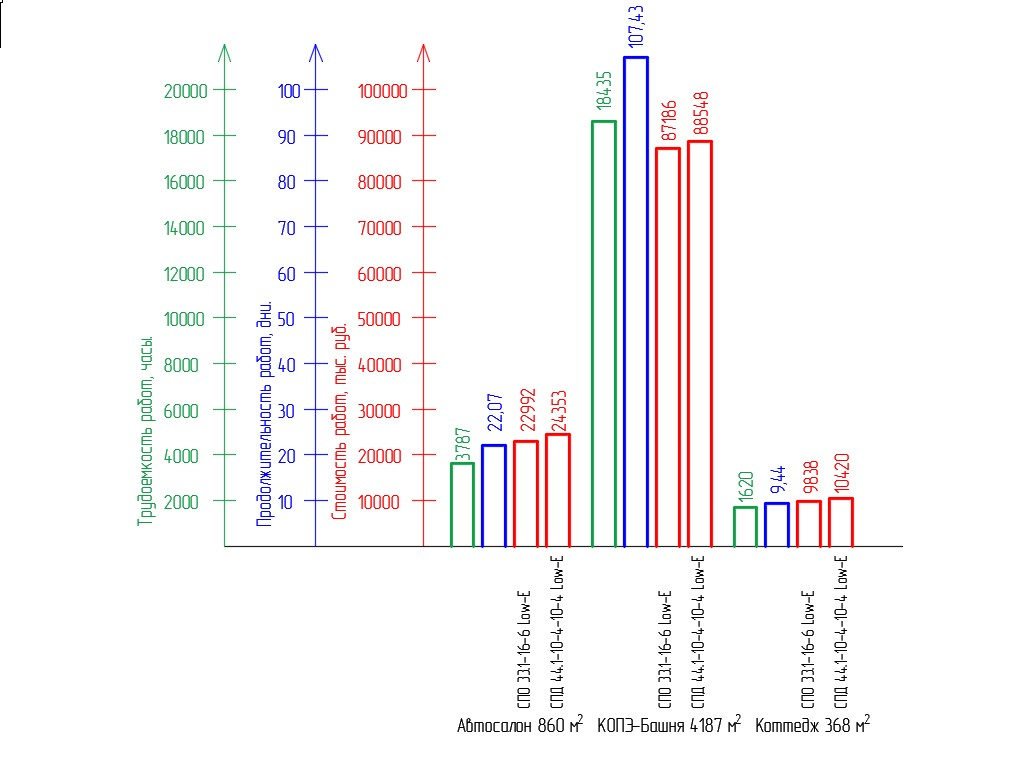 107,43
18435
87186
88548
20000 100 100000
18000 90 90000
16000 80 80000
14000 70 70000
12000 60 60000
10000 50 50000
8000 40 40000
6000 30 30000
4000 20 20000
2000 10 10000
Трудоемкость работ, часы.
Продолжительность работ, дни.
Стоимость работ, тыс. руб.
3787
22,07
22992
24353
1620
9,44
9838
10420
СПО 33.1-16-6 Low-E
СПД 44.1-10-4-10-4 Low-E
СПО 33.1-16-6 Low-E
СПД 44.1-10-4-10-4 Low-E
СПО 33.1-16-6 Low-E
СПД 44.1-10-4-10-4 Low-E
Автосалон 860 м² КОПЭ-Башня 4187 м² Коттедж 368 м²